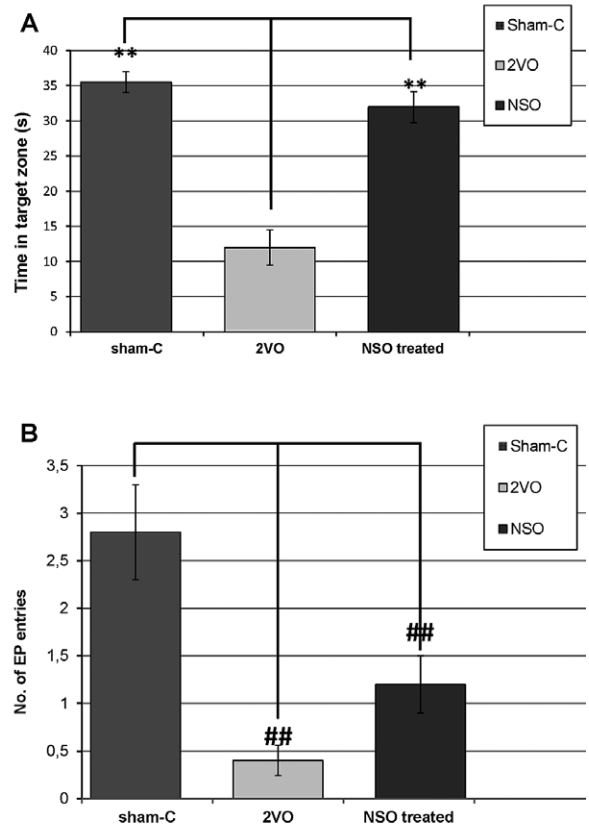 A
Sham-C
2VO
NSO
**
**
Time in target zone (s)
40
35
30
25
20
15
10
5
0
sham-C 2VO NSO treated
B
Sham-C
2VO
NSO
##
##
No. of EP entries
3,5
3
2,5
2
1,5
1
0,5
0
sham-C 2VO NSO treated